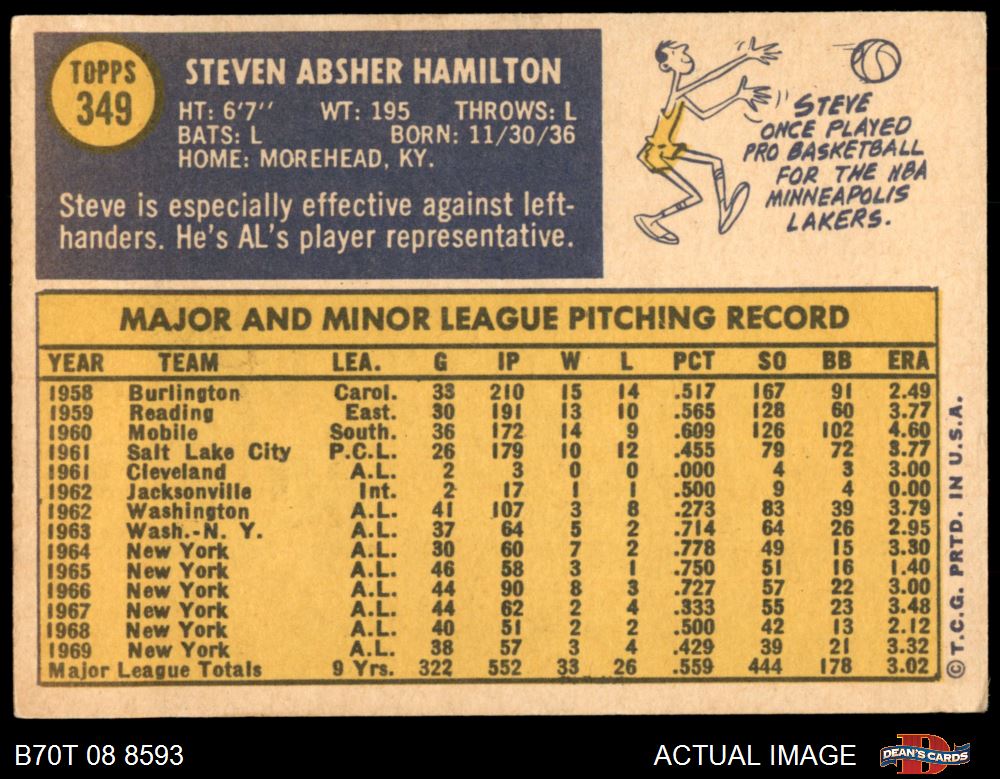 TOPPS
349
STEVEN ABSHER HAMILTON
HT: 6'7" WT: 195 THROWS: L
BATS: L BORN: 11/30/36
HOME: MOREHEAD, KY.
Steve is especially effective against left-
handers. He's AL's player representative.
STEVE
ONCE PLAYED
PRO BASKETBALL
FOR THE NBA
MINNEAPOLIS
LAKERS.
MAJOR AND MINOR LEAGUE PITCHING RECORD
YEAR TEAM LEA. G IP W L PCT SO BB ERA
1958 Burlington Carol. 33 210 15 14 .517 167 91 2.49
1959 Reading East. 30 191 13 10 .565 128 60 3.77
1960 Mobile South. 36 172 14 9 .609 126 102 4.60
1961 Salt Lake City P.C.L. 26 179 10 12 .455 79 72 3.77
1961 Cleveland A.L. 2 3 0 0 .000 4 3 3.00
1962 Jacksonville Int. 2 17 1 1 .500 9 4 0.00
1962 Washington A.L. 41 107 3 8 .273 83 39 3.79
1963 Wash.-N. Y. A.L. 37 64 5 2 .714 64 26 2.95
1964 New York A.L. 30 60 7 2 .778 49 15 3.30
1965 New York A.L. 46 58 3 1 .750 51 16 1.40
1966 New York A.L. 44 90 8 3 .727 57 22 3.00
1967 New York A.L. 44 62 2 4 .333 55 23 3.48
1968 New York A.L. 40 51 2 2 .500 42 13 2.12
1969 New York A.L. 38 57 3 4 .429 39 21 3.32
Major League Totals 9 Yrs. 322 552 33 26 .559 444 178 3.02
© T.C.G. PRTD. IN U.S.A.
B70T 08 8593
ACTUAL IMAGE
DEAN'S CARDS